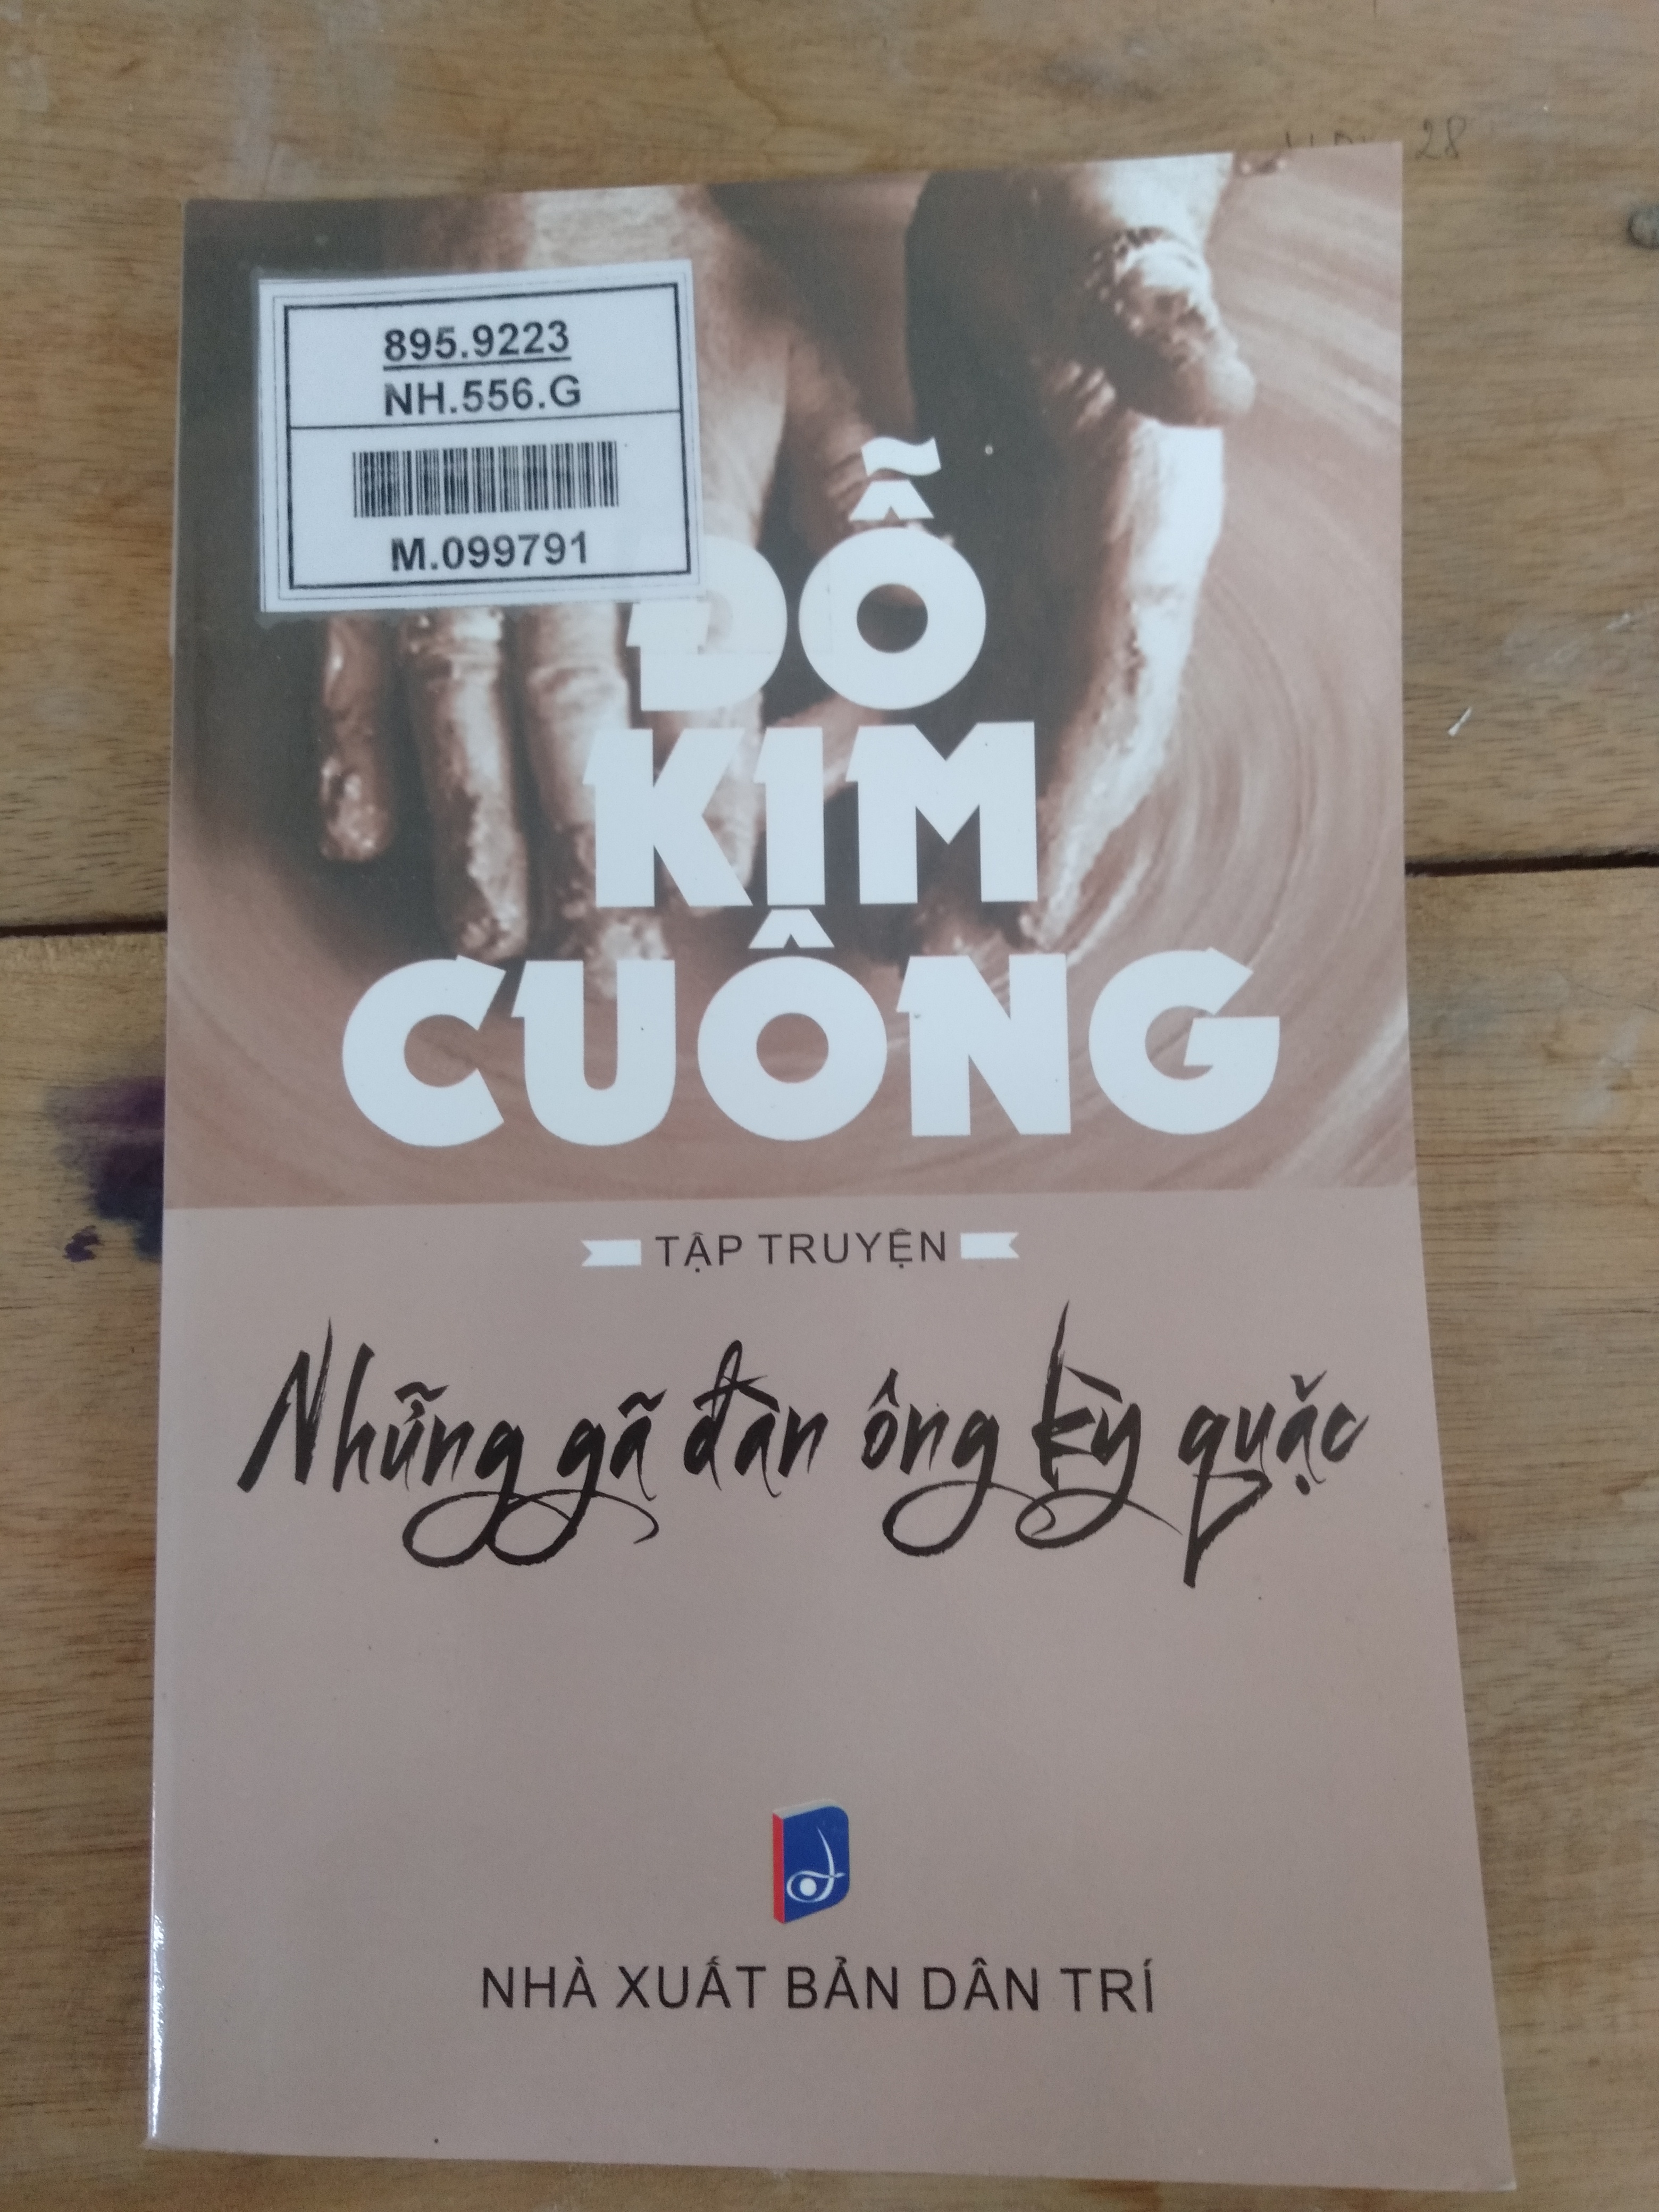 28
895.9223
NH.556.G
M.099791
ĐỖ
KIM
CUÔNG
TẬP TRUYỆN
Những gã đàn ông kỳ quặc
NHÀ XUẤT BẢN DÂN TRÍ